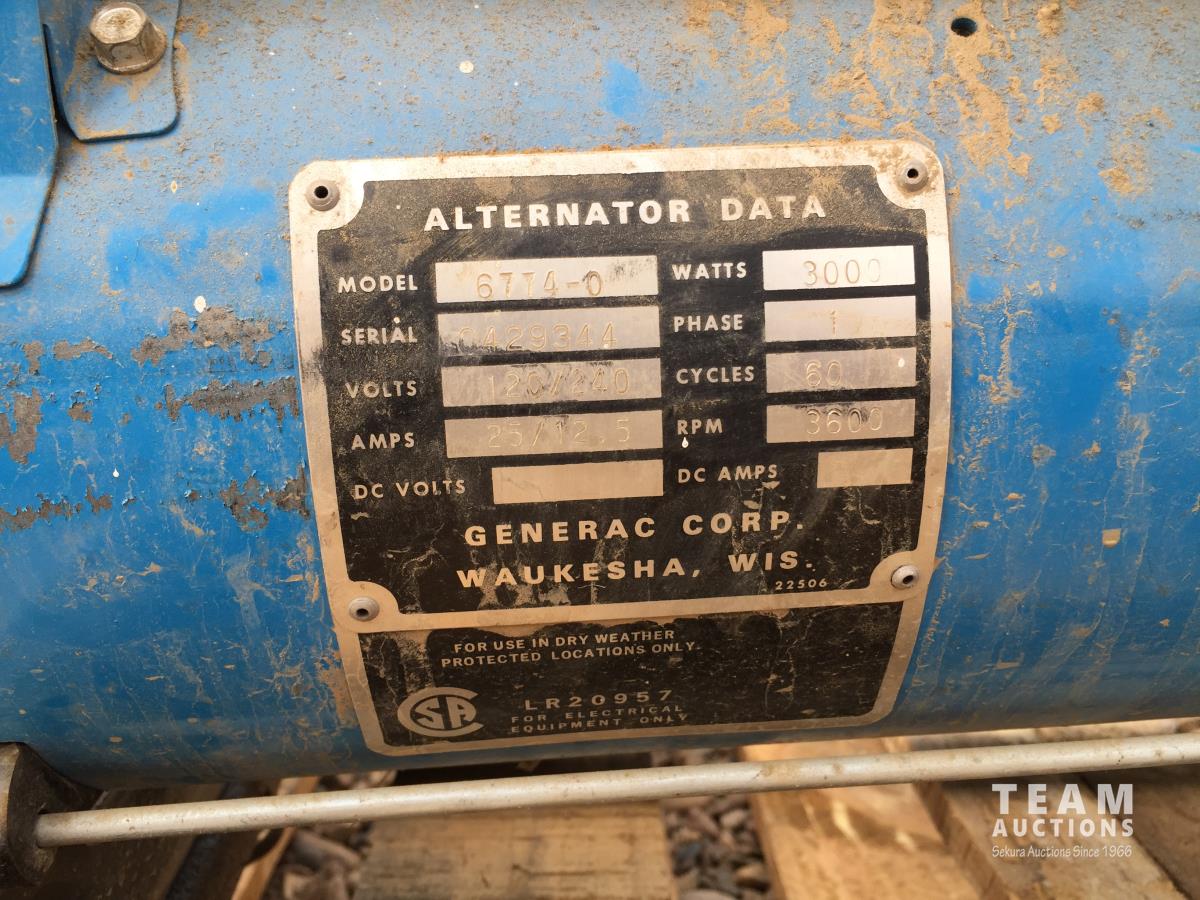 ALTERNATOR DATA
MODEL 6774-0 WATTS 3000
SERIAL PHASE 1
VOLTS 120/240 CYCLES 60
AMPS 25/12.5 RPM 3600
DC VOLTS DC AMPS
GENERAC CORP.
WAUKESHA, WIS.
22506
FOR USE IN DRY WEATHER
PROTECTED LOCATIONS ONLY.
LR20957
CSA FOR ELECTRICAL
EQUIPMENT ONLY
TEAM
AUCTIONS
Sekura Auctions Since 1966